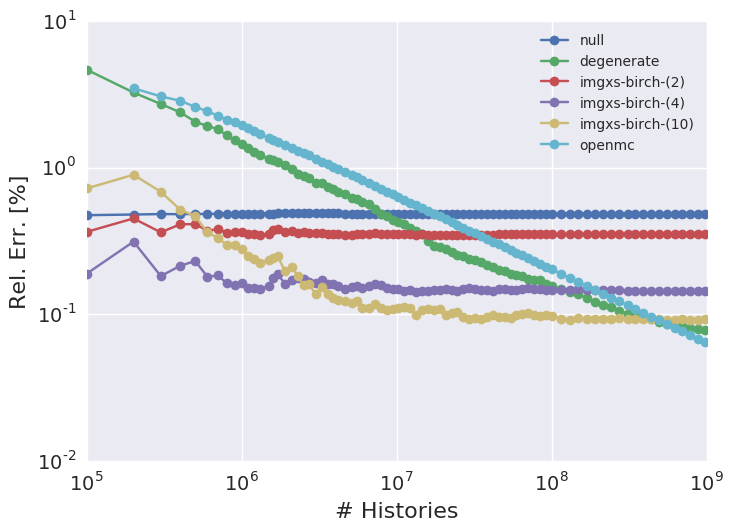 10^1
10^0
10^-1
10^-2
Rel. Err. [%]
null
degenerate
imgxs-birch-(2)
imgxs-birch-(4)
imgxs-birch-(10)
openmc
10^5 10^6 10^7 10^8 10^9
# Histories